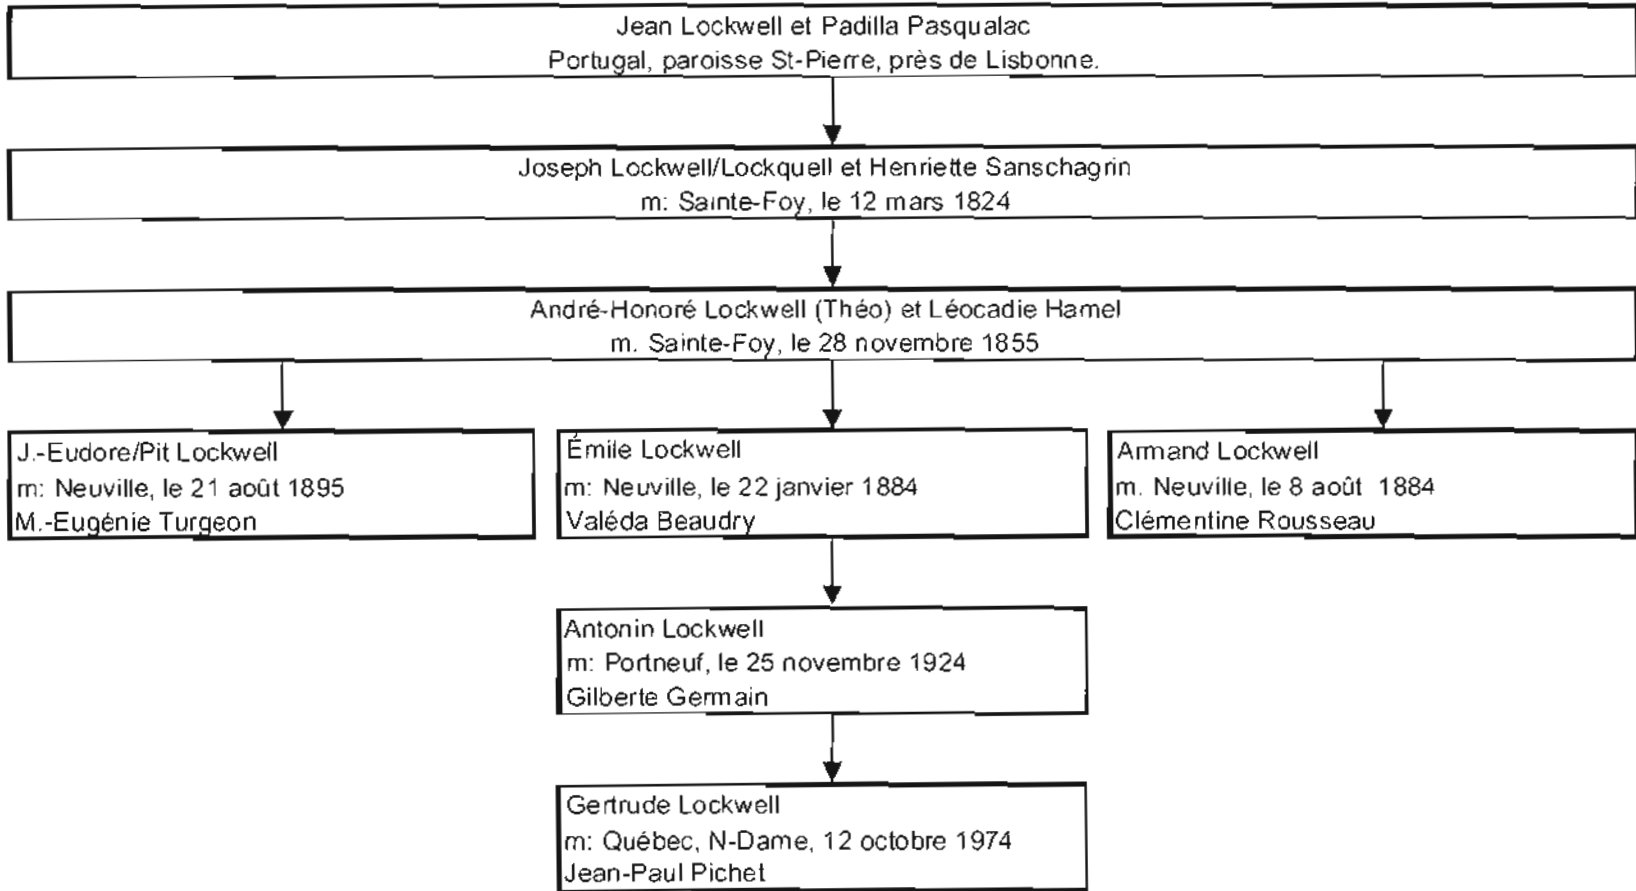 Jean Lockwell et Padilla Pasqualac
Portugal, paroisse St-Pierre, près de Lisbonne.
Joseph Lockwell/Lockquell et Henriette Sanschagrin
m: Sainte-Foy, le 12 mars 1824
André-Honoré Lockwell (Théo) et Léocadie Hamel
m. Sainte-Foy, le 28 novembre 1855
J.-Eudore/Pit Lockwell
m: Neuville, le 21 août 1895
M.-Eugénie Turgeon
Émile Lockwell
m: Neuville, le 22 janvier 1884
Valéda Beaudry
Armand Lockwell
m. Neuville, le 8 août 1884
Clémentine Rousseau
Antonin Lockwell
m: Portneuf, le 25 novembre 1924
Gilberte Germain
Gertrude Lockwell
m: Québec, N-Dame, 12 octobre 1974
Jean-Paul Pichet